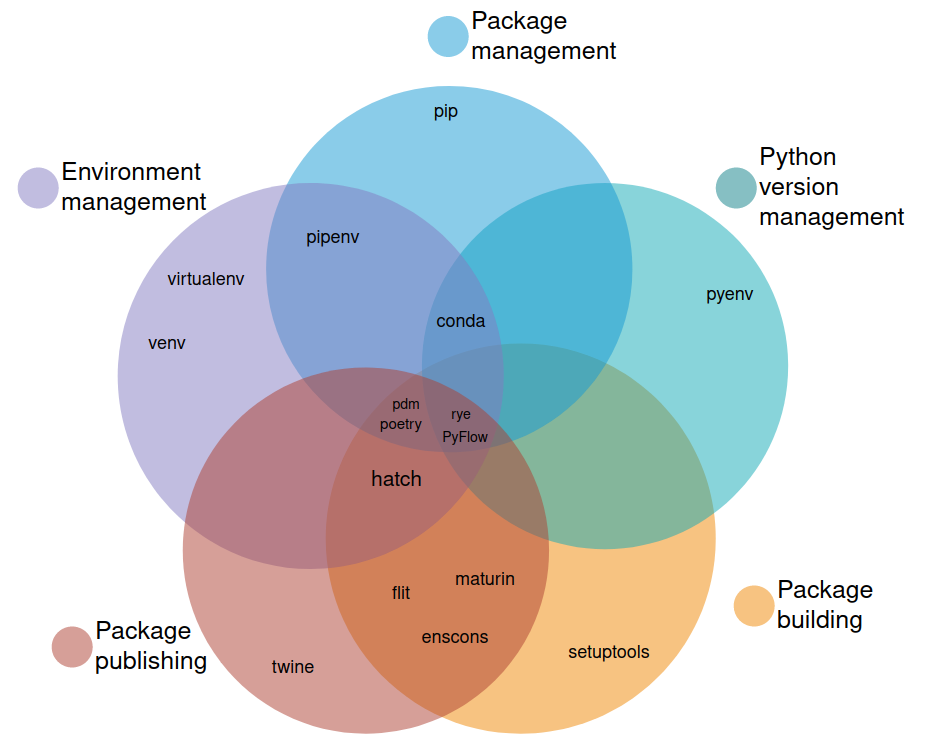 Package
management
pip
Python
version
management
Environment
management
pipenv
virtualenv
pyenv
conda
venv
pdm
poetry
rye
PyFlow
hatch
maturin
flit
Package
building
enscons
setuptools
Package
publishing
twine